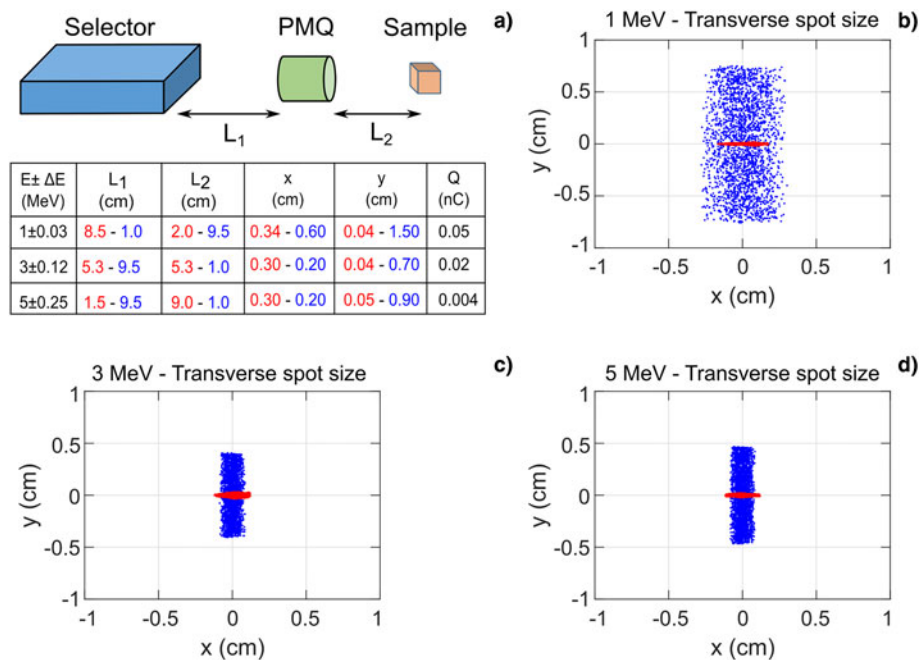 Selector PMQ Sample a)
L₁ L₂
E± ΔE (MeV) L₁ (cm) L₂ (cm) x (cm) y (cm) Q (nC)
1±0.03 8.5 - 1.0 2.0 - 9.5 0.34 - 0.60 0.04 - 1.50 0.05
3±0.12 5.3 - 9.5 5.3 - 1.0 0.30 - 0.20 0.04 - 0.70 0.02
5±0.25 1.5 - 9.5 9.0 - 1.0 0.30 - 0.20 0.05 - 0.90 0.004
1 MeV - Transverse spot size b)
1
0.5
0
-0.5
-1
y (cm)
-1 -0.5 0 0.5 1
x (cm)
c)
3 MeV - Transverse spot size
1
0.5
0
-0.5
-1
y (cm)
-1 -0.5 0 0.5 1
x (cm)
d)
5 MeV - Transverse spot size
1
0.5
0
-0.5
-1
y (cm)
-1 -0.5 0 0.5 1
x (cm)